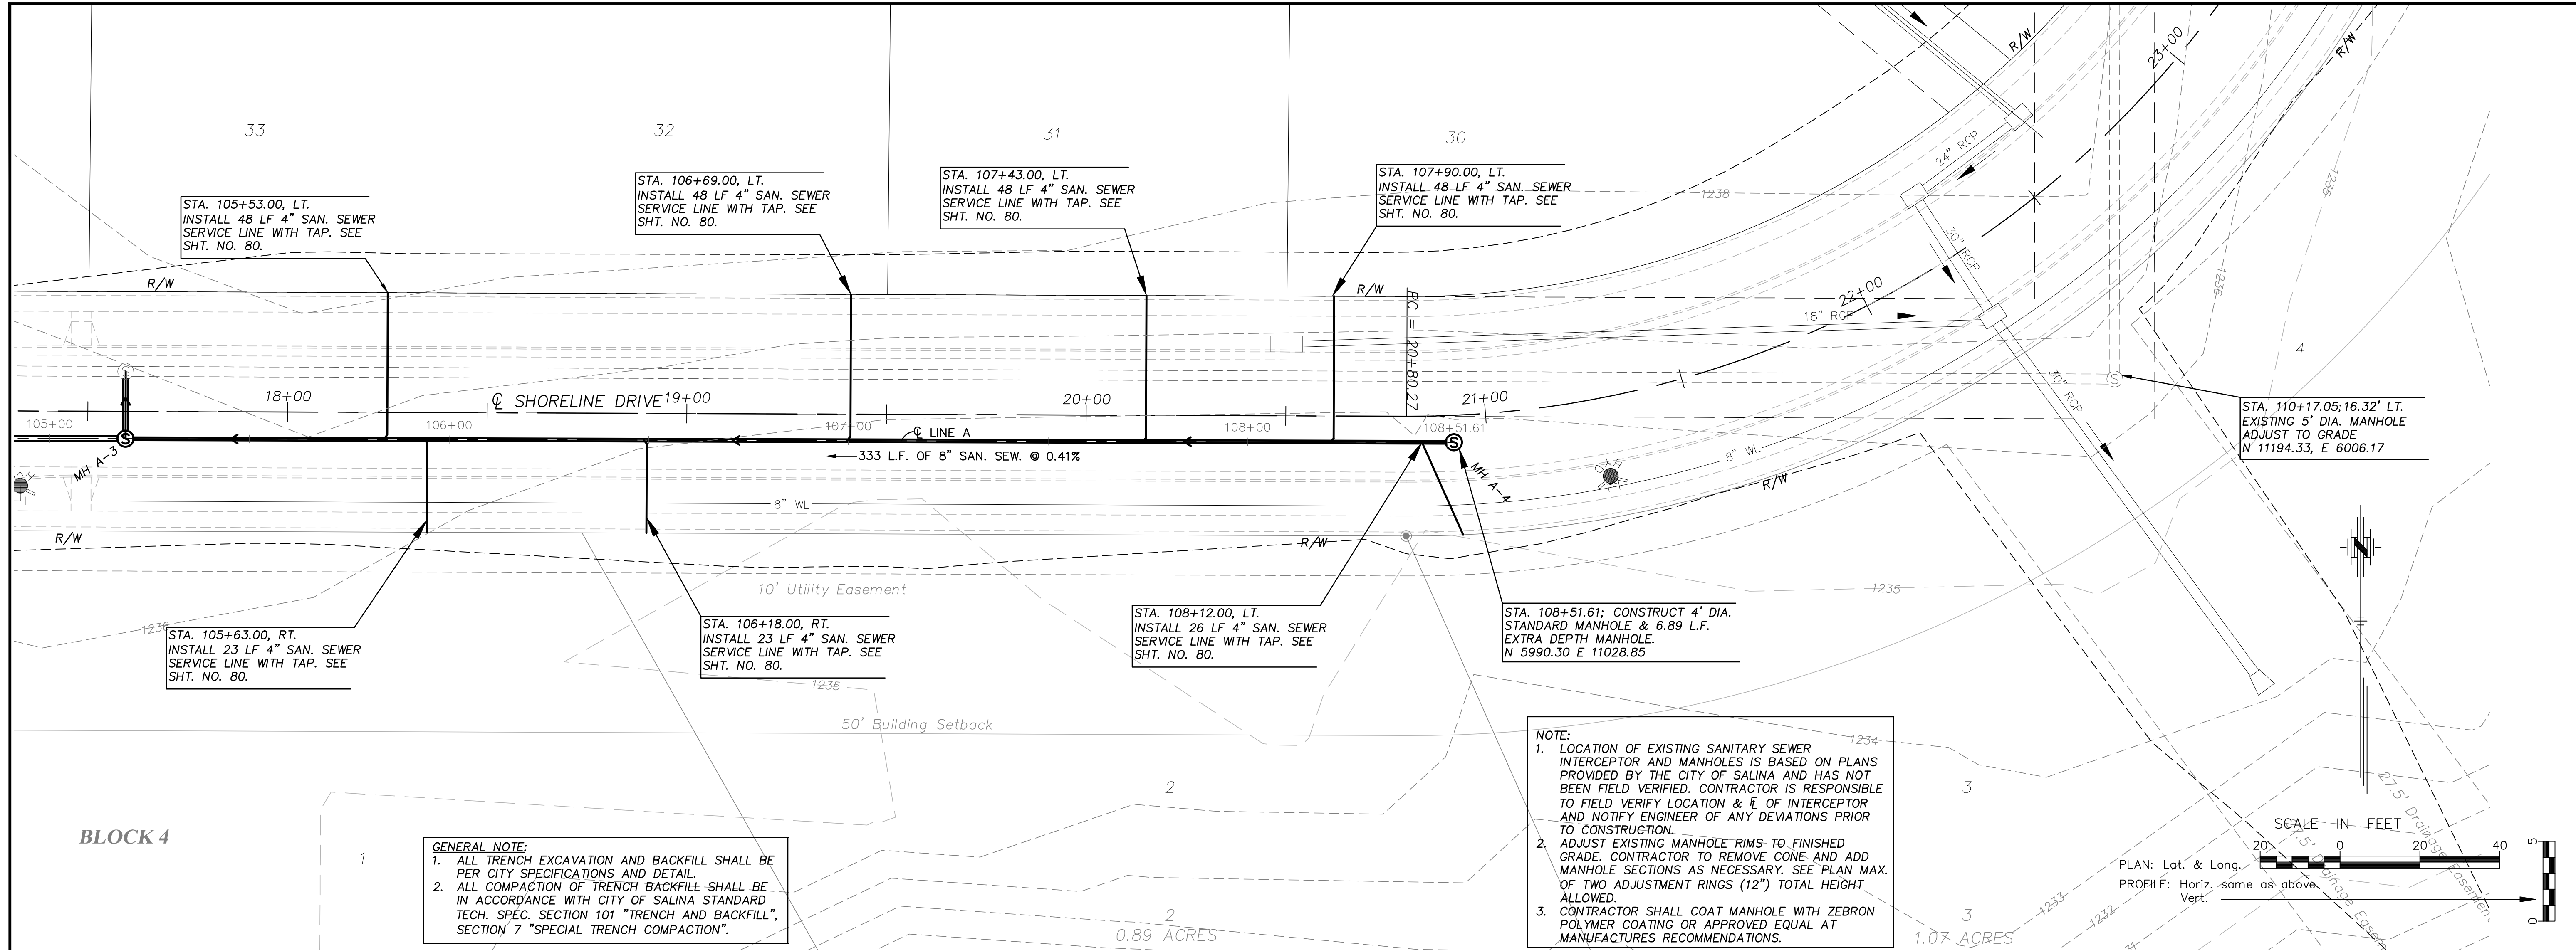 33
32
31
30
R/W
R/W
23+00
STA. 105+53.00, LT.
INSTALL 48 LF 4" SAN. SEWER
SERVICE LINE WITH TAP. SEE
SHT. NO. 80.
STA. 106+69.00, LT.
INSTALL 48 LF 4" SAN. SEWER
SERVICE LINE WITH TAP. SEE
SHT. NO. 80.
STA. 107+43.00, LT.
INSTALL 48 LF 4" SAN. SEWER
SERVICE LINE WITH TAP. SEE
SHT. NO. 80.
STA. 107+90.00, LT.
INSTALL 48 LF 4" SAN. SEWER
SERVICE LINE WITH TAP. SEE
SHT. NO. 80.
24" RCP
1238
1235
30" RCP
1236
R/W
R/W
PC = 20+80.27
22+00
18" RCP
30" RCP
4
18+00
℄ SHORELINE DRIVE
19+00
20+00
21+00
105+00
106+00
107+00
108+00
108+51.61
S
S
S
S
℄ LINE A
333 L.F. OF 8" SAN. SEW. @ 0.41%
MH A-3
MH A-4
HYD
8" WL
8" WL
R/W
R/W
R/W
STA. 110+17.05;16.32' LT.
EXISTING 5' DIA. MANHOLE
ADJUST TO GRADE
N 11194.33, E 6006.17
10' Utility Easement
1235
1236
STA. 105+63.00, RT.
INSTALL 23 LF 4" SAN. SEWER
SERVICE LINE WITH TAP. SEE
SHT. NO. 80.
STA. 106+18.00, RT.
INSTALL 23 LF 4" SAN. SEWER
SERVICE LINE WITH TAP. SEE
SHT. NO. 80.
STA. 108+12.00, LT.
INSTALL 26 LF 4" SAN. SEWER
SERVICE LINE WITH TAP. SEE
SHT. NO. 80.
STA. 108+51.61; CONSTRUCT 4' DIA.
STANDARD MANHOLE & 6.89 L.F.
EXTRA DEPTH MANHOLE.
N 5990.30 E 11028.85
1235
50' Building Setback
1234
2
3
BLOCK 4
1
GENERAL NOTE:
1. ALL TRENCH EXCAVATION AND BACKFILL SHALL BE
PER CITY SPECIFICATIONS AND DETAIL.
2. ALL COMPACTION OF TRENCH BACKFILL SHALL BE
IN ACCORDANCE WITH CITY OF SALINA STANDARD
TECH. SPEC. SECTION 101 "TRENCH AND BACKFILL",
SECTION 7 "SPECIAL TRENCH COMPACTION".
2
0.89 ACRES
NOTE:
1. LOCATION OF EXISTING SANITARY SEWER
INTERCEPTOR AND MANHOLES IS BASED ON PLANS
PROVIDED BY THE CITY OF SALINA AND HAS NOT
BEEN FIELD VERIFIED. CONTRACTOR IS RESPONSIBLE
TO FIELD VERIFY LOCATION & FL OF INTERCEPTOR
AND NOTIFY ENGINEER OF ANY DEVIATIONS PRIOR
TO CONSTRUCTION.
2. ADJUST EXISTING MANHOLE RIMS TO FINISHED
GRADE. CONTRACTOR TO REMOVE CONE AND ADD
MANHOLE SECTIONS AS NECESSARY. SEE PLAN MAX.
OF TWO ADJUSTMENT RINGS (12") TOTAL HEIGHT
ALLOWED.
3. CONTRACTOR SHALL COAT MANHOLE WITH ZEBRON
POLYMER COATING OR APPROVED EQUAL AT
MANUFACTURES RECOMMENDATIONS.
3
1.07 ACRES
1233
1232
27.5' Drainage Easement
N
SCALE IN FEET
20 0 20 40
PLAN: Lat. & Long.
PROFILE: Horiz. same as above
Vert.
5
0